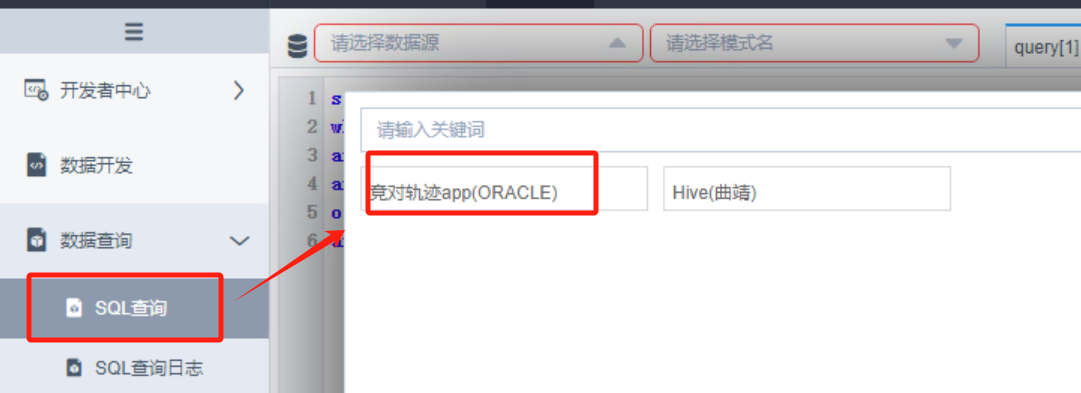 请选择数据源
请选择模式名
query[1]
开发者中心
数据开发
数据查询
SQL查询
SQL查询日志
1 s
2 w
3 a
4 a
5 o
6
请输入关键词
竟对轨迹app(ORACLE)
Hive(曲靖)